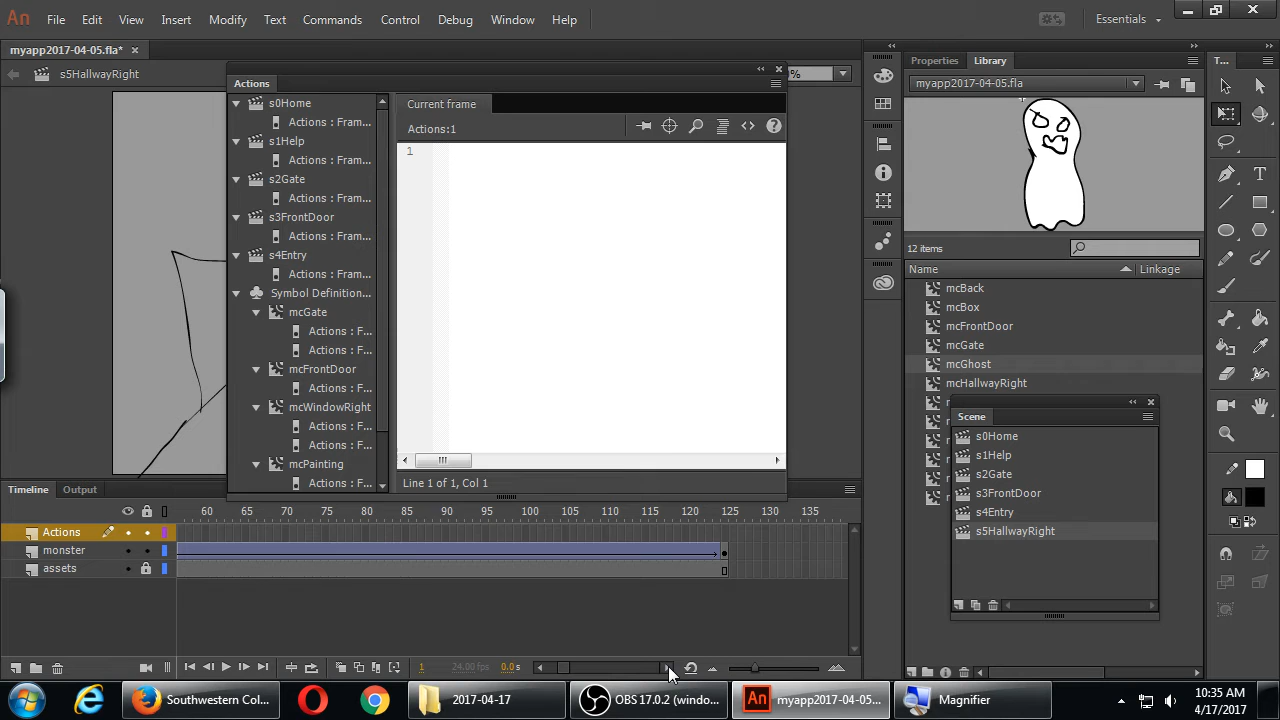 An File Edit View Insert Modify Text Commands Control Debug Window Help Essentials
myapp2017-04-05.fla* ×
s5HallwayRight
Actions
s0Home
Actions : Fram...
s1Help
Actions : Fram...
s2Gate
Actions : Fram...
s3FrontDoor
Actions : Fram...
s4Entry
Actions : Fram...
Symbol Definition...
mcGate
Actions : F...
Actions : F...
mcFrontDoor
Actions : F...
mcWindowRight
Actions : F...
Actions : F...
mcPainting
Actions : F...
Current frame
Actions:1
1
Line 1 of 1, Col 1
Properties Library
myapp2017-04-05.fla
12 items
Name Linkage
mcBack
mcBox
mcFrontDoor
mcGate
mcGhost
mcHallwayRight
Scene
s0Home
s1Help
s2Gate
s3FrontDoor
s4Entry
s5HallwayRight
T...
Timeline Output
60 65 70 75 80 85 90 95 100 105 110 115 120 125 130 135
Actions
monster
assets
1 24.00 fps 0.0s
Southwestern Col...
2017-04-17
OBS 17.0.2 (windo...
An myapp2017-04-05...
Magnifier
10:35 AM
4/17/2017